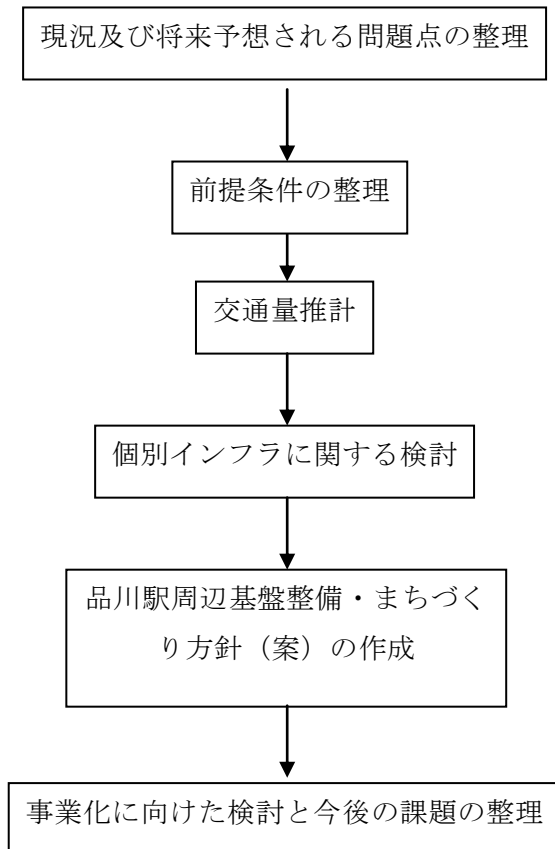 現況及び将来予想される問題点の整理
前提条件の整理
交通量推計
個別インフラに関する検討
品川駅周辺基盤整備・まちづく
り方針（案）の作成
事業化に向けた検討と今後の課題の整理